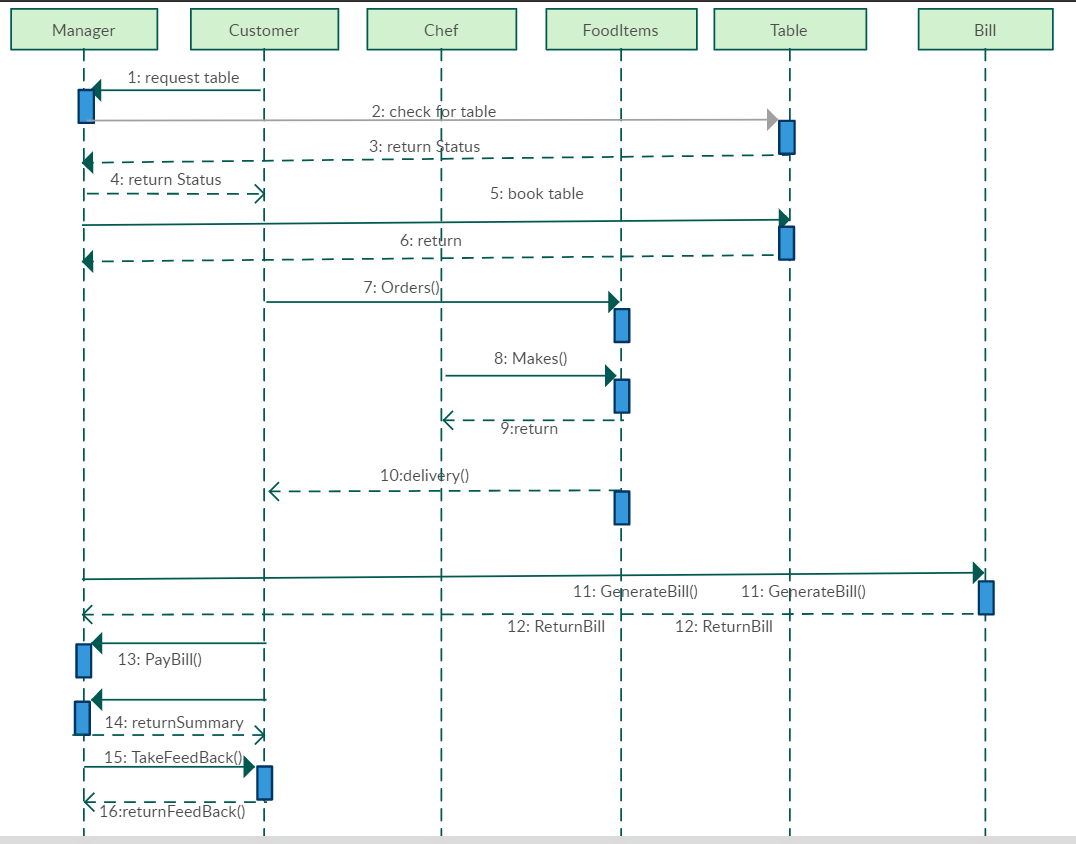 Manager
Customer
Chef
FoodItems
Table
Bill
1: request table
2: check for table
3: return Status
4: return Status
5: book table
6: return
7: Orders()
8: Makes()
9:return
10:delivery()
11: GenerateBill()
11: GenerateBill()
12: ReturnBill
12: ReturnBill
13: PayBill()
14: returnSummary
15: TakeFeedBack()
16:returnFeedBack()